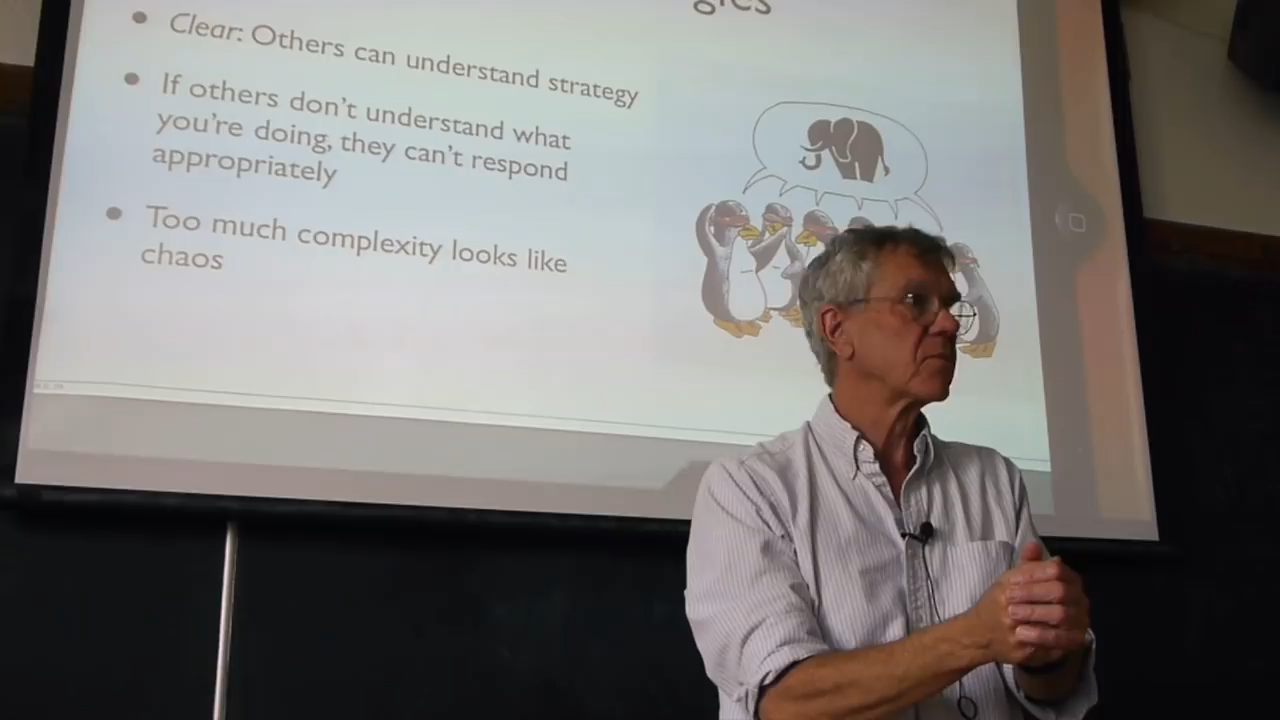 Clear: Others can understand strategy
If others don't understand what
you're doing, they can't respond
appropriately
Too much complexity looks like
chaos